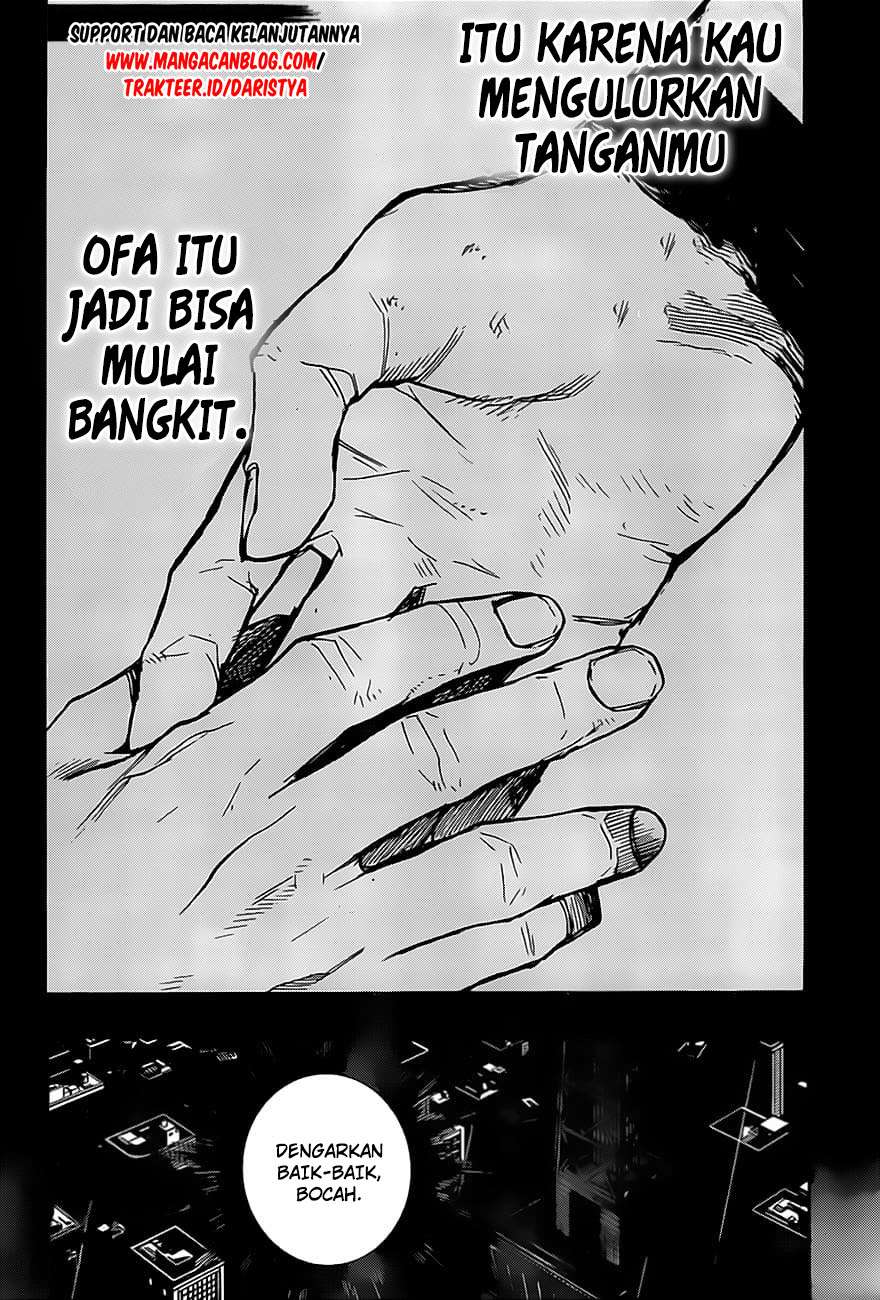 SUPPORT DAN BACA KELANJUTANNYA
WWW.MANGACANBLOG.COM/
TRAKTEER.ID/DARISTYA
ITU KARENA KAU
MENGULURKAN
TANGANMU
OFA ITU
JADI BISA
MULAI
BANGKIT.
DENGARKAN
BAIK-BAIK,
BOCAH.